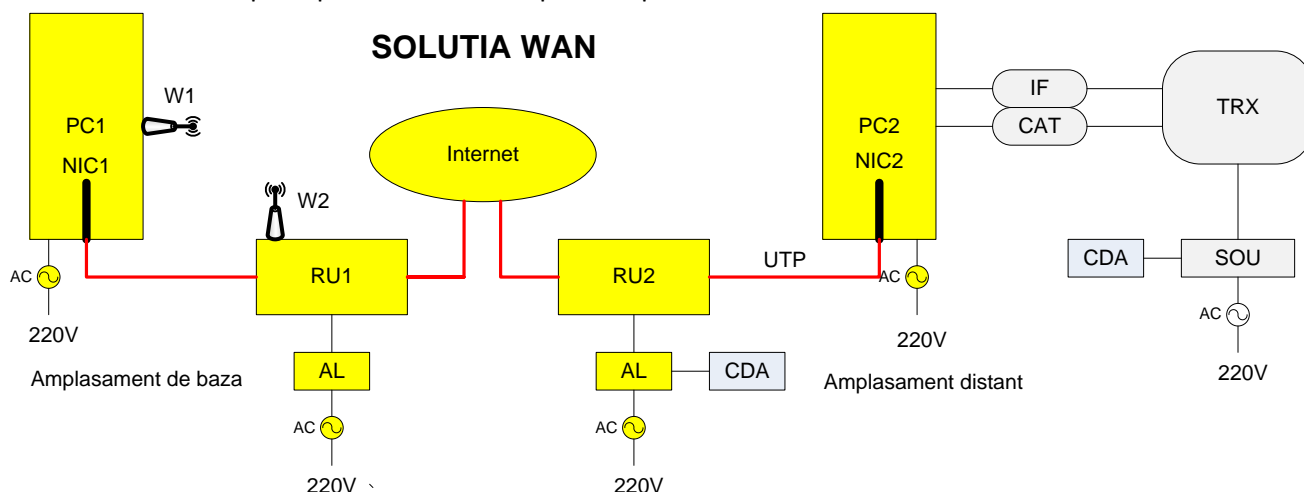 SOLUTIA WAN
PC1
NIC1
W1
W2
Internet
PC2
NIC2
IF
CAT
TRX
RU1
RU2
UTP
CDA
SOU
AC
AC
AC
220V
220V
220V
Amplasament de baza
AL
AL
CDA
Amplasament distant
AC
AC
220V
220V